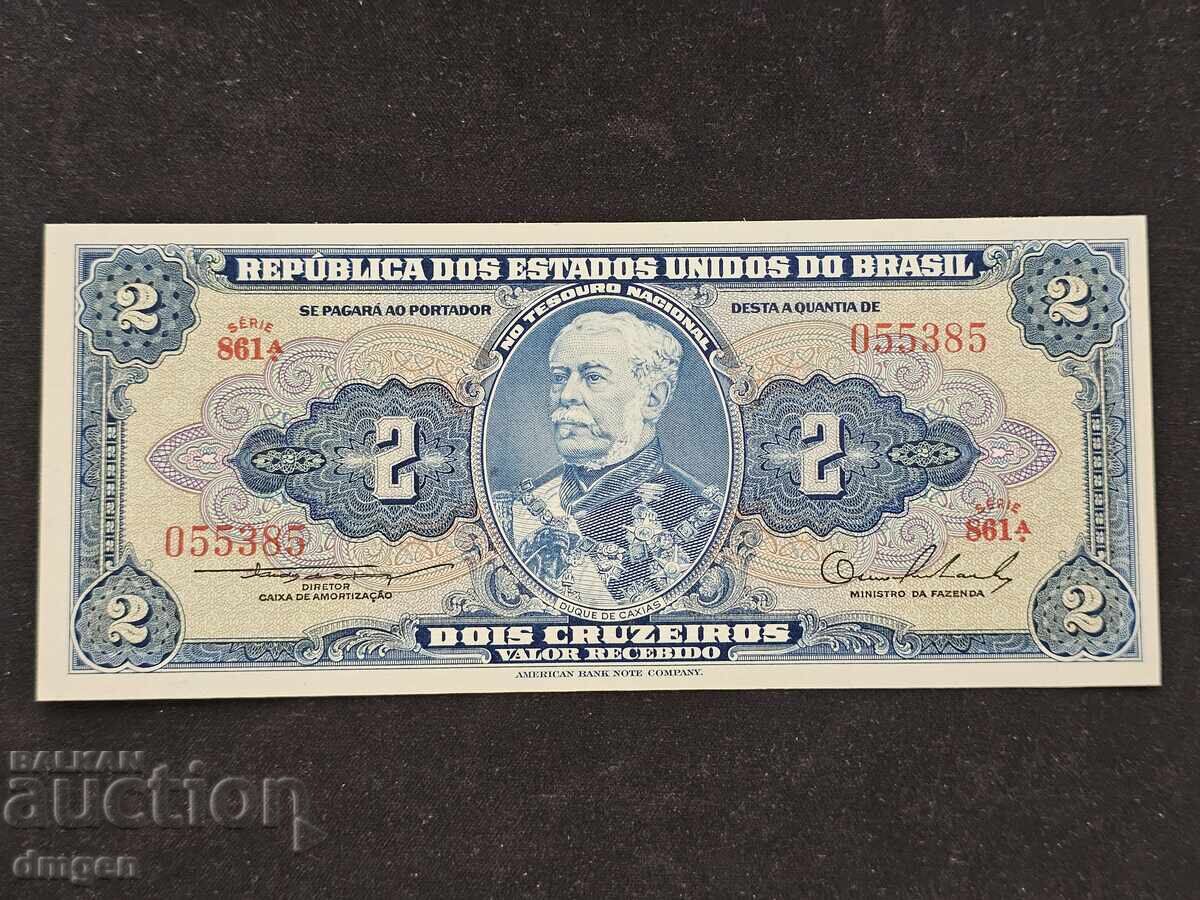 REPÚBLICA DOS ESTADOS UNIDOS DO BRASIL
2
2
SE PAGARÁ AO PORTADOR
NO TESOURO NACIONAL
DESTA A QUANTIA DE
SÉRIE
861A
055385
2
2
055385
SÉRIE
861A
DIRETOR
CAIXA DE AMORTIZAÇÃO
MINISTRO DA FAZENDA
DUQUE DE CAXIAS
2
2
DOIS CRUZEIROS
VALOR RECEBIDO
AMERICAN BANK NOTE COMPANY.
BALKAN
auction
dmgen